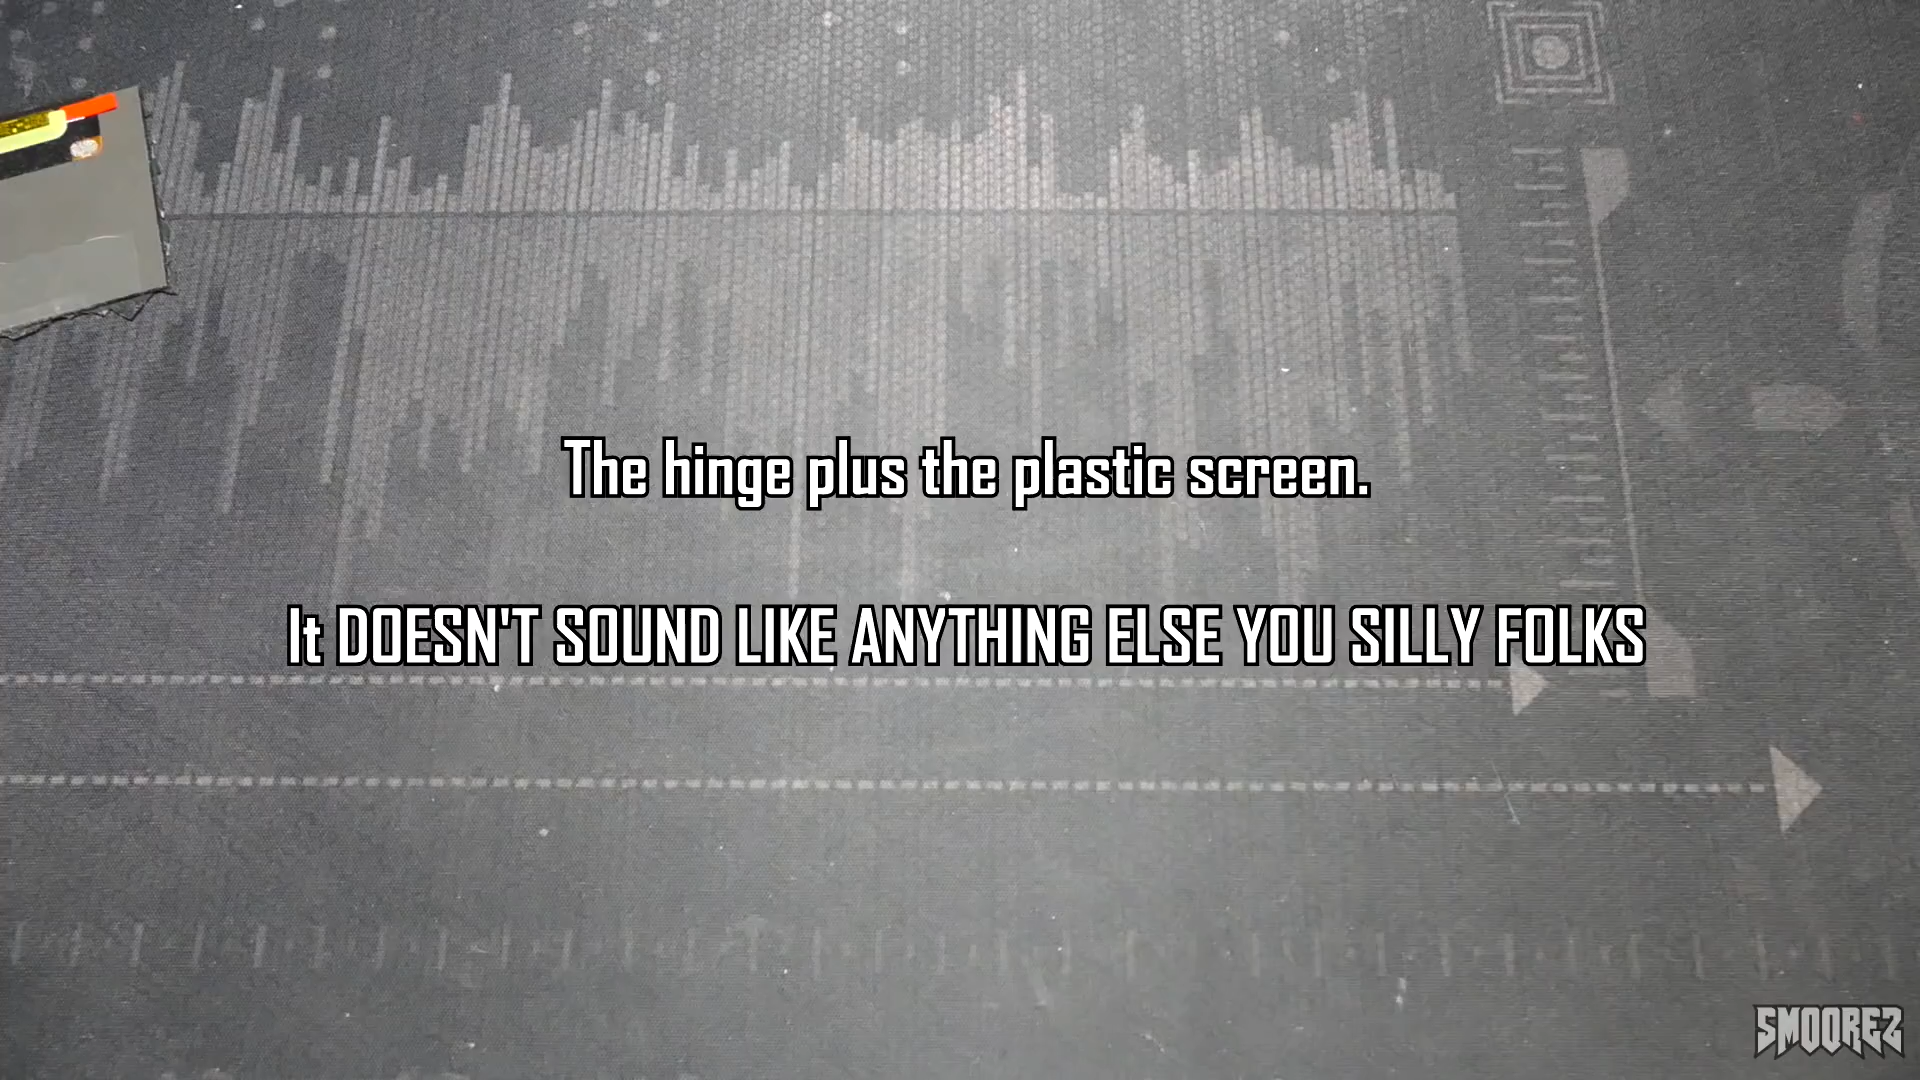 The hinge plus the plastic screen.
It DOESN'T SOUND LIKE ANYTHING ELSE YOU SILLY FOLKS
SMOOREZ